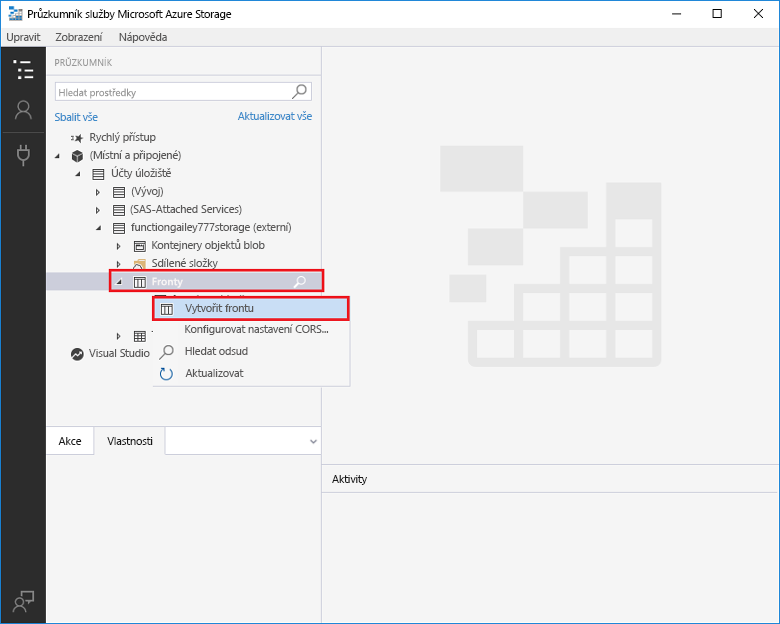 Průzkumník služby Microsoft Azure Storage
Upravit Zobrazení Nápověda
PRŮZKUMNÍK
Hledat prostředky
Sbalit vše Aktualizovat vše
Rychlý přístup
(Místní a připojené)
Účty úložiště
(Vývoj)
(SAS-Attached Services)
functiongailey777storage (externí)
Kontejnery objektů blob
Sdílené složky
Fronty
Vytvořit frontu
Konfigurovat nastavení CORS...
Visual Studio
Hledat odsud
Aktualizovat
Akce Vlastnosti
Aktivity